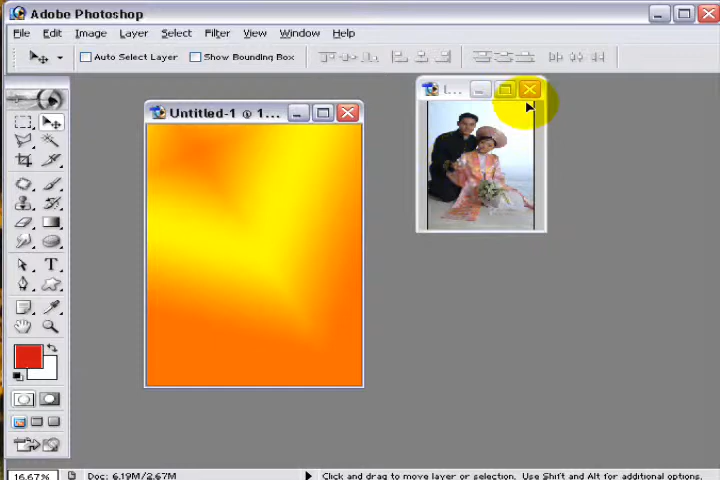 Adobe Photoshop
File Edit Image Layer Select Filter View Window Help
Auto Select Layer Show Bounding Box
Untitled-1 @ 1...
l...
16.67% Doc: 6.19M/2.67M Click and drag to move layer or selection. Use Shift and Alt for additional options.